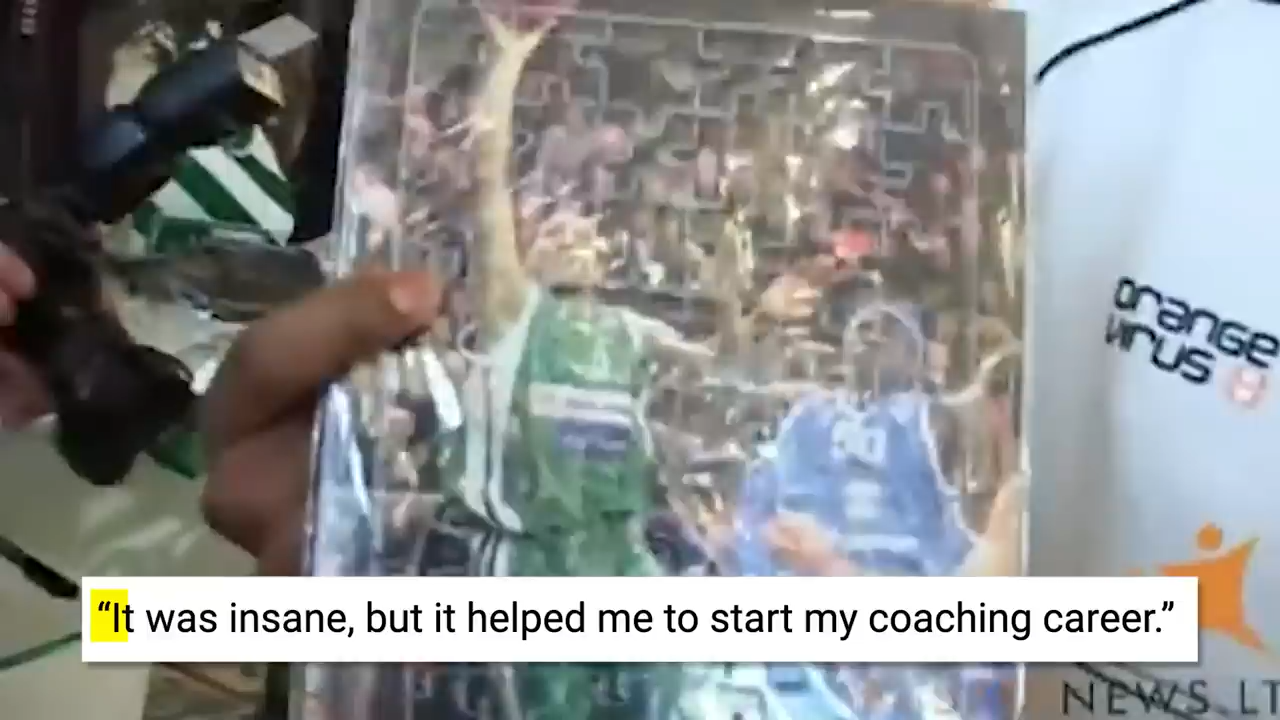 orange
virus
“It was insane, but it helped me to start my coaching career.”
NEWS.LT